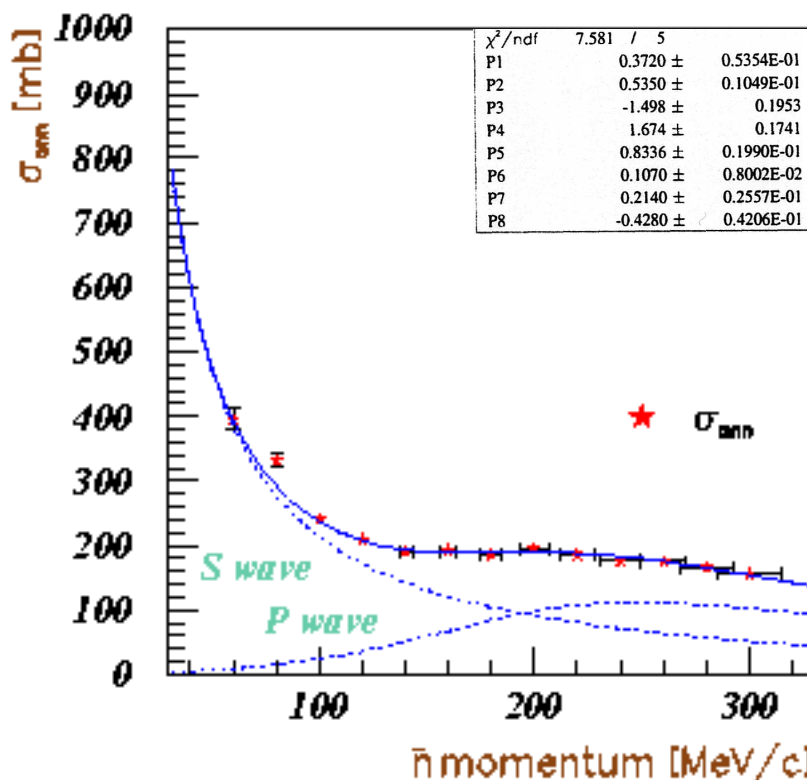 1000
900
800
700
600
500
400
300
200
100
0
σann [mb]
χ²/ndf 7.581 / 5
P1 0.3720 ± 0.5354E-01
P2 0.5350 ± 0.1049E-01
P3 -1.498 ± 0.1953
P4 1.674 ± 0.1741
P5 0.8336 ± 0.1990E-01
P6 0.1070 ± 0.8002E-02
P7 0.2140 ± 0.2557E-01
P8 -0.4280 ± 0.4206E-01
σann
S wave
P wave
100 200 300
n̄ momentum [MeV/c]